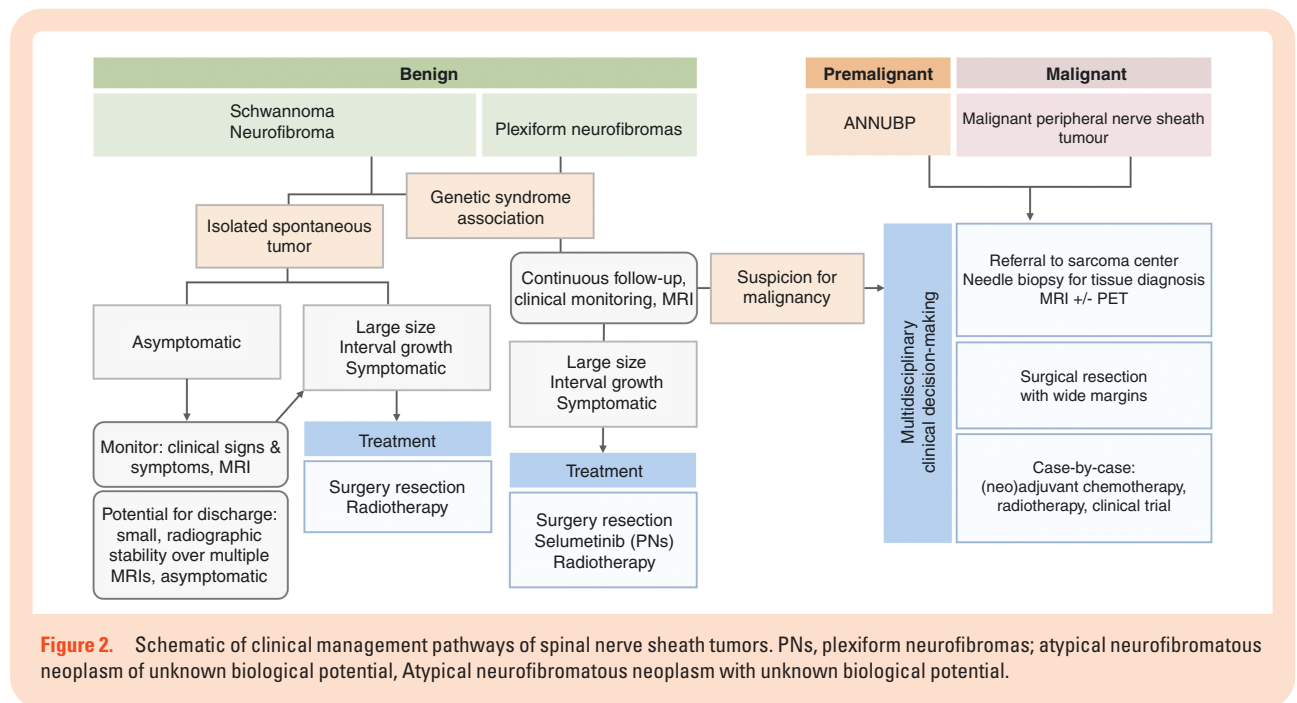 Benign
Schwannoma
Neurofibroma
Plexiform neurofibromas
Genetic syndrome
association
Isolated spontaneous
tumor
Asymptomatic
Large size
Interval growth
Symptomatic
Monitor: clinical signs &
symptoms, MRI
Potential for discharge:
small, radiographic
stability over multiple
MRIs, asymptomatic
Treatment
Surgery resection
Radiotherapy
Continuous follow-up,
clinical monitoring, MRI
Large size
Interval growth
Symptomatic
Treatment
Surgery resection
Selumetinib (PNs)
Radiotherapy
Suspicion for
malignancy
Premalignant
ANNUBP
Malignant
Malignant peripheral nerve sheath
tumour
Multidisciplinary
clinical decision-making
Referral to sarcoma center
Needle biopsy for tissue diagnosis
MRI +/- PET
Surgical resection
with wide margins
Case-by-case:
(neo)adjuvant chemotherapy,
radiotherapy, clinical trial
Figure 2. Schematic of clinical management pathways of spinal nerve sheath tumors. PNs, plexiform neurofibromas; atypical neurofibromatous
neoplasm of unknown biological potential, Atypical neurofibromatous neoplasm with unknown biological potential.